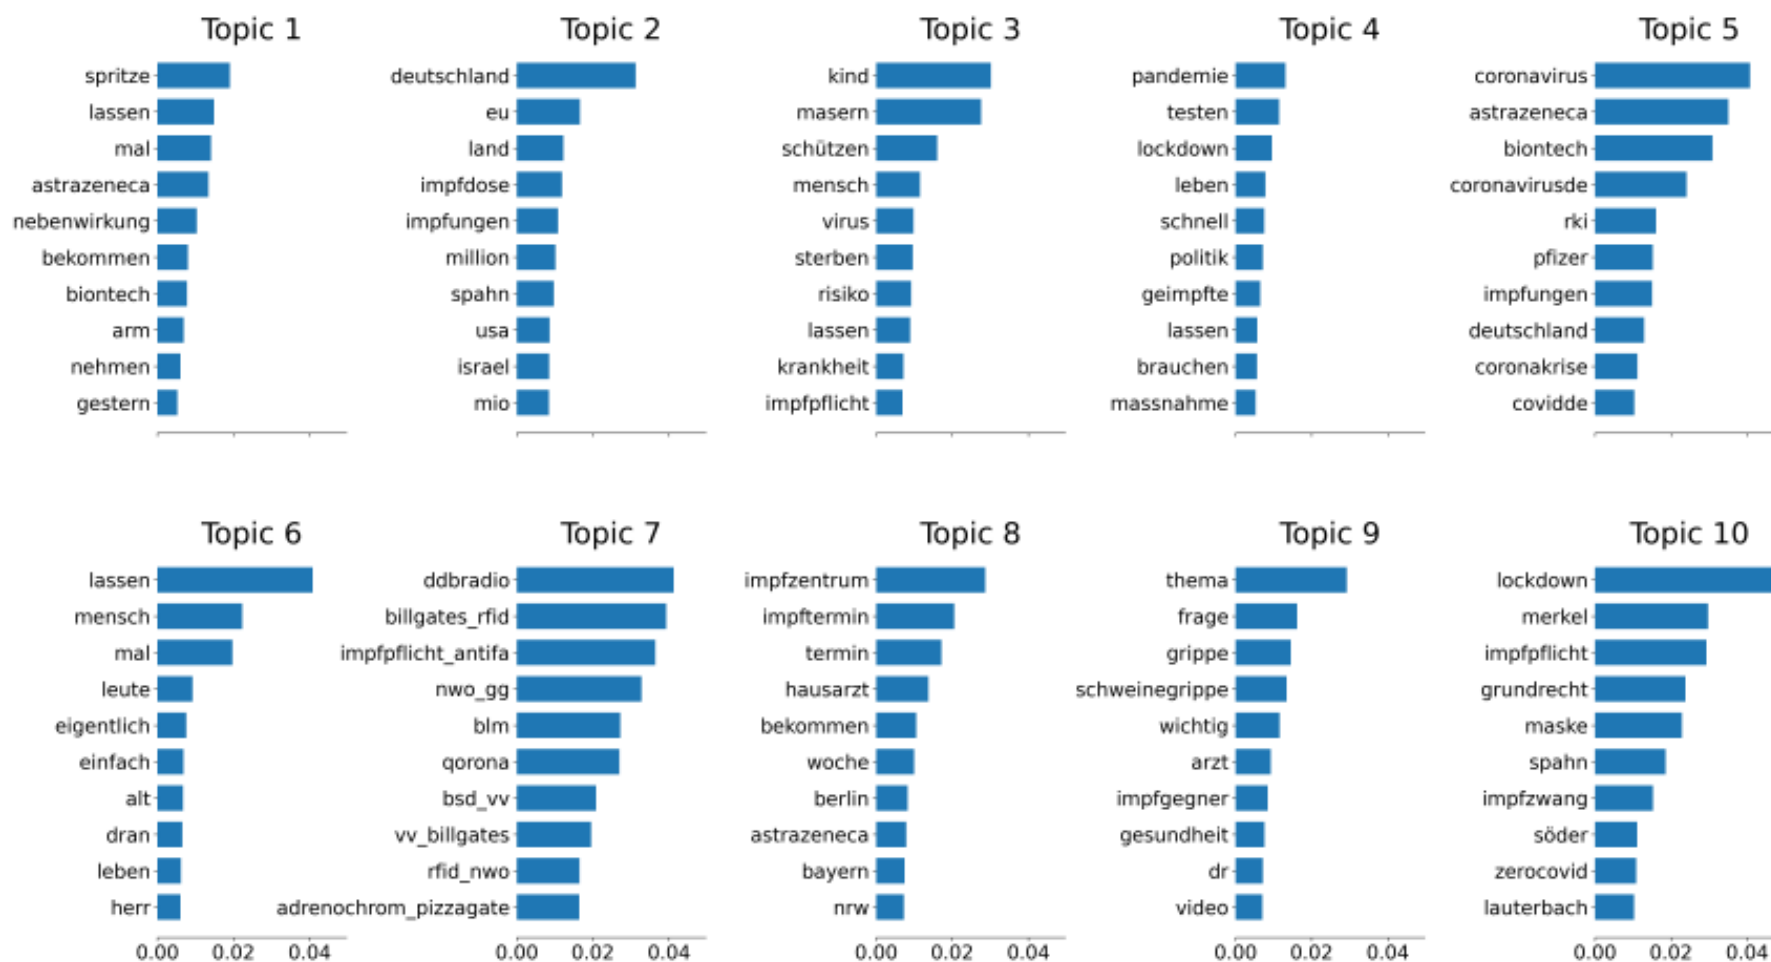 Topic 1
spritze
lassen
mal
astrazeneca
nebenwirkung
bekommen
biontech
arm
nehmen
gestern
Topic 2
deutschland
eu
land
impfdose
impfungen
million
spahn
usa
israel
mio
Topic 3
kind
masern
schützen
mensch
virus
sterben
risiko
lassen
krankheit
impfpflicht
Topic 4
pandemie
testen
lockdown
leben
schnell
politik
geimpfte
lassen
brauchen
massnahme
Topic 5
coronavirus
astrazeneca
biontech
coronavirusde
rki
pfizer
impfungen
deutschland
coronakrise
covidde
Topic 6
lassen
mensch
mal
leute
eigentlich
einfach
alt
dran
leben
herr
0.00 0.02 0.04
Topic 7
ddbradio
billgates_rfid
impfpflicht_antifa
nwo_gg
blm
qorona
bsd_vv
vv_billgates
rfid_nwo
adrenochrom_pizzagate
0.00 0.02 0.04
Topic 8
impfzentrum
impftermin
termin
hausarzt
bekommen
woche
berlin
astrazeneca
bayern
nrw
0.00 0.02 0.04
Topic 9
thema
frage
grippe
schweinegrippe
wichtig
arzt
impfgegner
gesundheit
dr
video
0.00 0.02 0.04
Topic 10
lockdown
merkel
impfpflicht
grundrecht
maske
spahn
impfzwang
söder
zerocovid
lauterbach
0.00 0.02 0.04